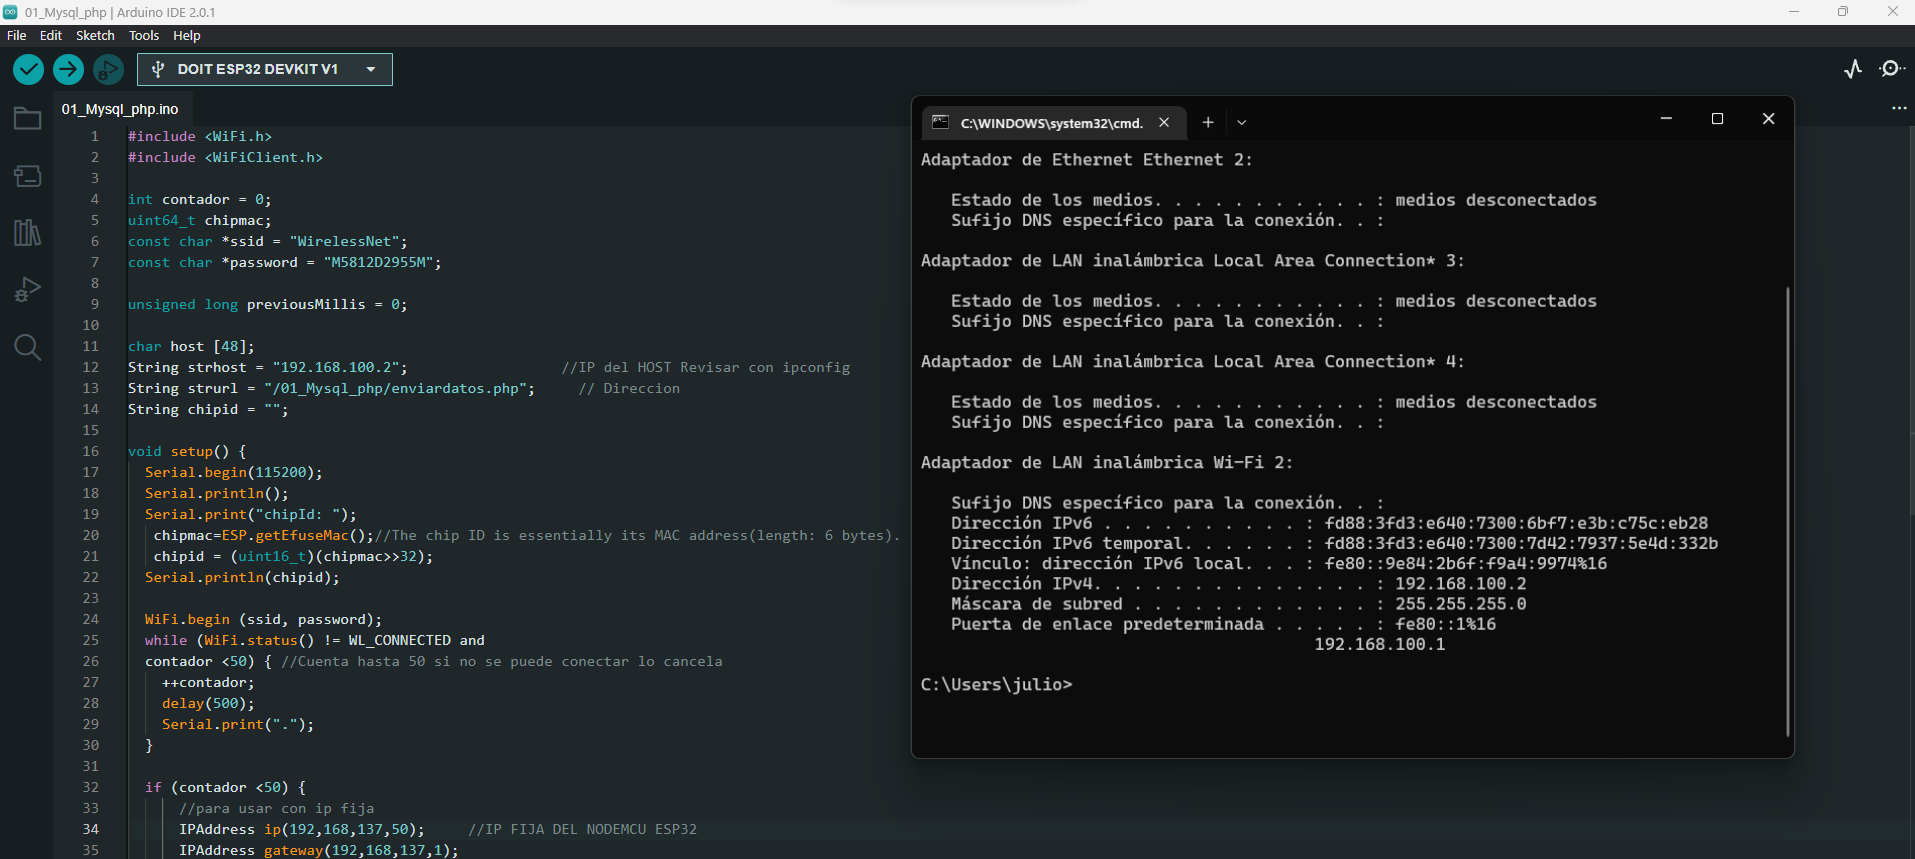 01_Mysql_php | Arduino IDE 2.0.1
File Edit Sketch Tools Help
DOIT ESP32 DEVKIT V1
01_Mysql_php.ino
1 #include <WiFi.h>
2 #include <WiFiClient.h>
3
4 int contador = 0;
5 uint64_t chipmac;
6 const char *ssid = "WirelessNet";
7 const char *password = "M5812D2955M";
8
9 unsigned long previousMillis = 0;
10
11 char host [48];
12 String strhost = "192.168.100.2"; //IP del HOST Revisar con ipconfig
13 String strurl = "/01_Mysql_php/enviardatos.php"; // Direccion
14 String chipid = "";
15
16 void setup() {
17 Serial.begin(115200);
18 Serial.println();
19 Serial.print("chipId: ");
20 chipmac=ESP.getEfuseMac();//The chip ID is essentially its MAC address(length: 6 bytes).
21 chipid = (uint16_t)(chipmac>>32);
22 Serial.println(chipid);
23
24 WiFi.begin (ssid, password);
25 while (WiFi.status() != WL_CONNECTED and
26 contador <50) { //Cuenta hasta 50 si no se puede conectar lo cancela
27 ++contador;
28 delay(500);
29 Serial.print(".");
30 }
31
32 if (contador <50) {
33 //para usar con ip fija
34 IPAddress ip(192,168,137,50); //IP FIJA DEL NODEMCU ESP32
35 IPAddress gateway(192,168,137,1);
C:\WINDOWS\system32\cmd.
Adaptador de Ethernet Ethernet 2:
Estado de los medios. . . . . . . . . . . : medios desconectados
Sufijo DNS específico para la conexión. . :
Adaptador de LAN inalámbrica Local Area Connection* 3:
Estado de los medios. . . . . . . . . . . : medios desconectados
Sufijo DNS específico para la conexión. . :
Adaptador de LAN inalámbrica Local Area Connection* 4:
Estado de los medios. . . . . . . . . . . : medios desconectados
Sufijo DNS específico para la conexión. . :
Adaptador de LAN inalámbrica Wi-Fi 2:
Sufijo DNS específico para la conexión. . :
Dirección IPv6 . . . . . . . . . . : fd88:3fd3:e640:7300:6bf7:e3b:c75c:eb28
Dirección IPv6 temporal. . . . . . : fd88:3fd3:e640:7300:7d42:7937:5e4d:332b
Vínculo: dirección IPv6 local. . . : fe80::9e84:2b6f:f9a4:9974%16
Dirección IPv4. . . . . . . . . . . . . . : 192.168.100.2
Máscara de subred . . . . . . . . . . . . : 255.255.255.0
Puerta de enlace predeterminada . . . . . : fe80::1%16
192.168.100.1
C:\Users\julio>